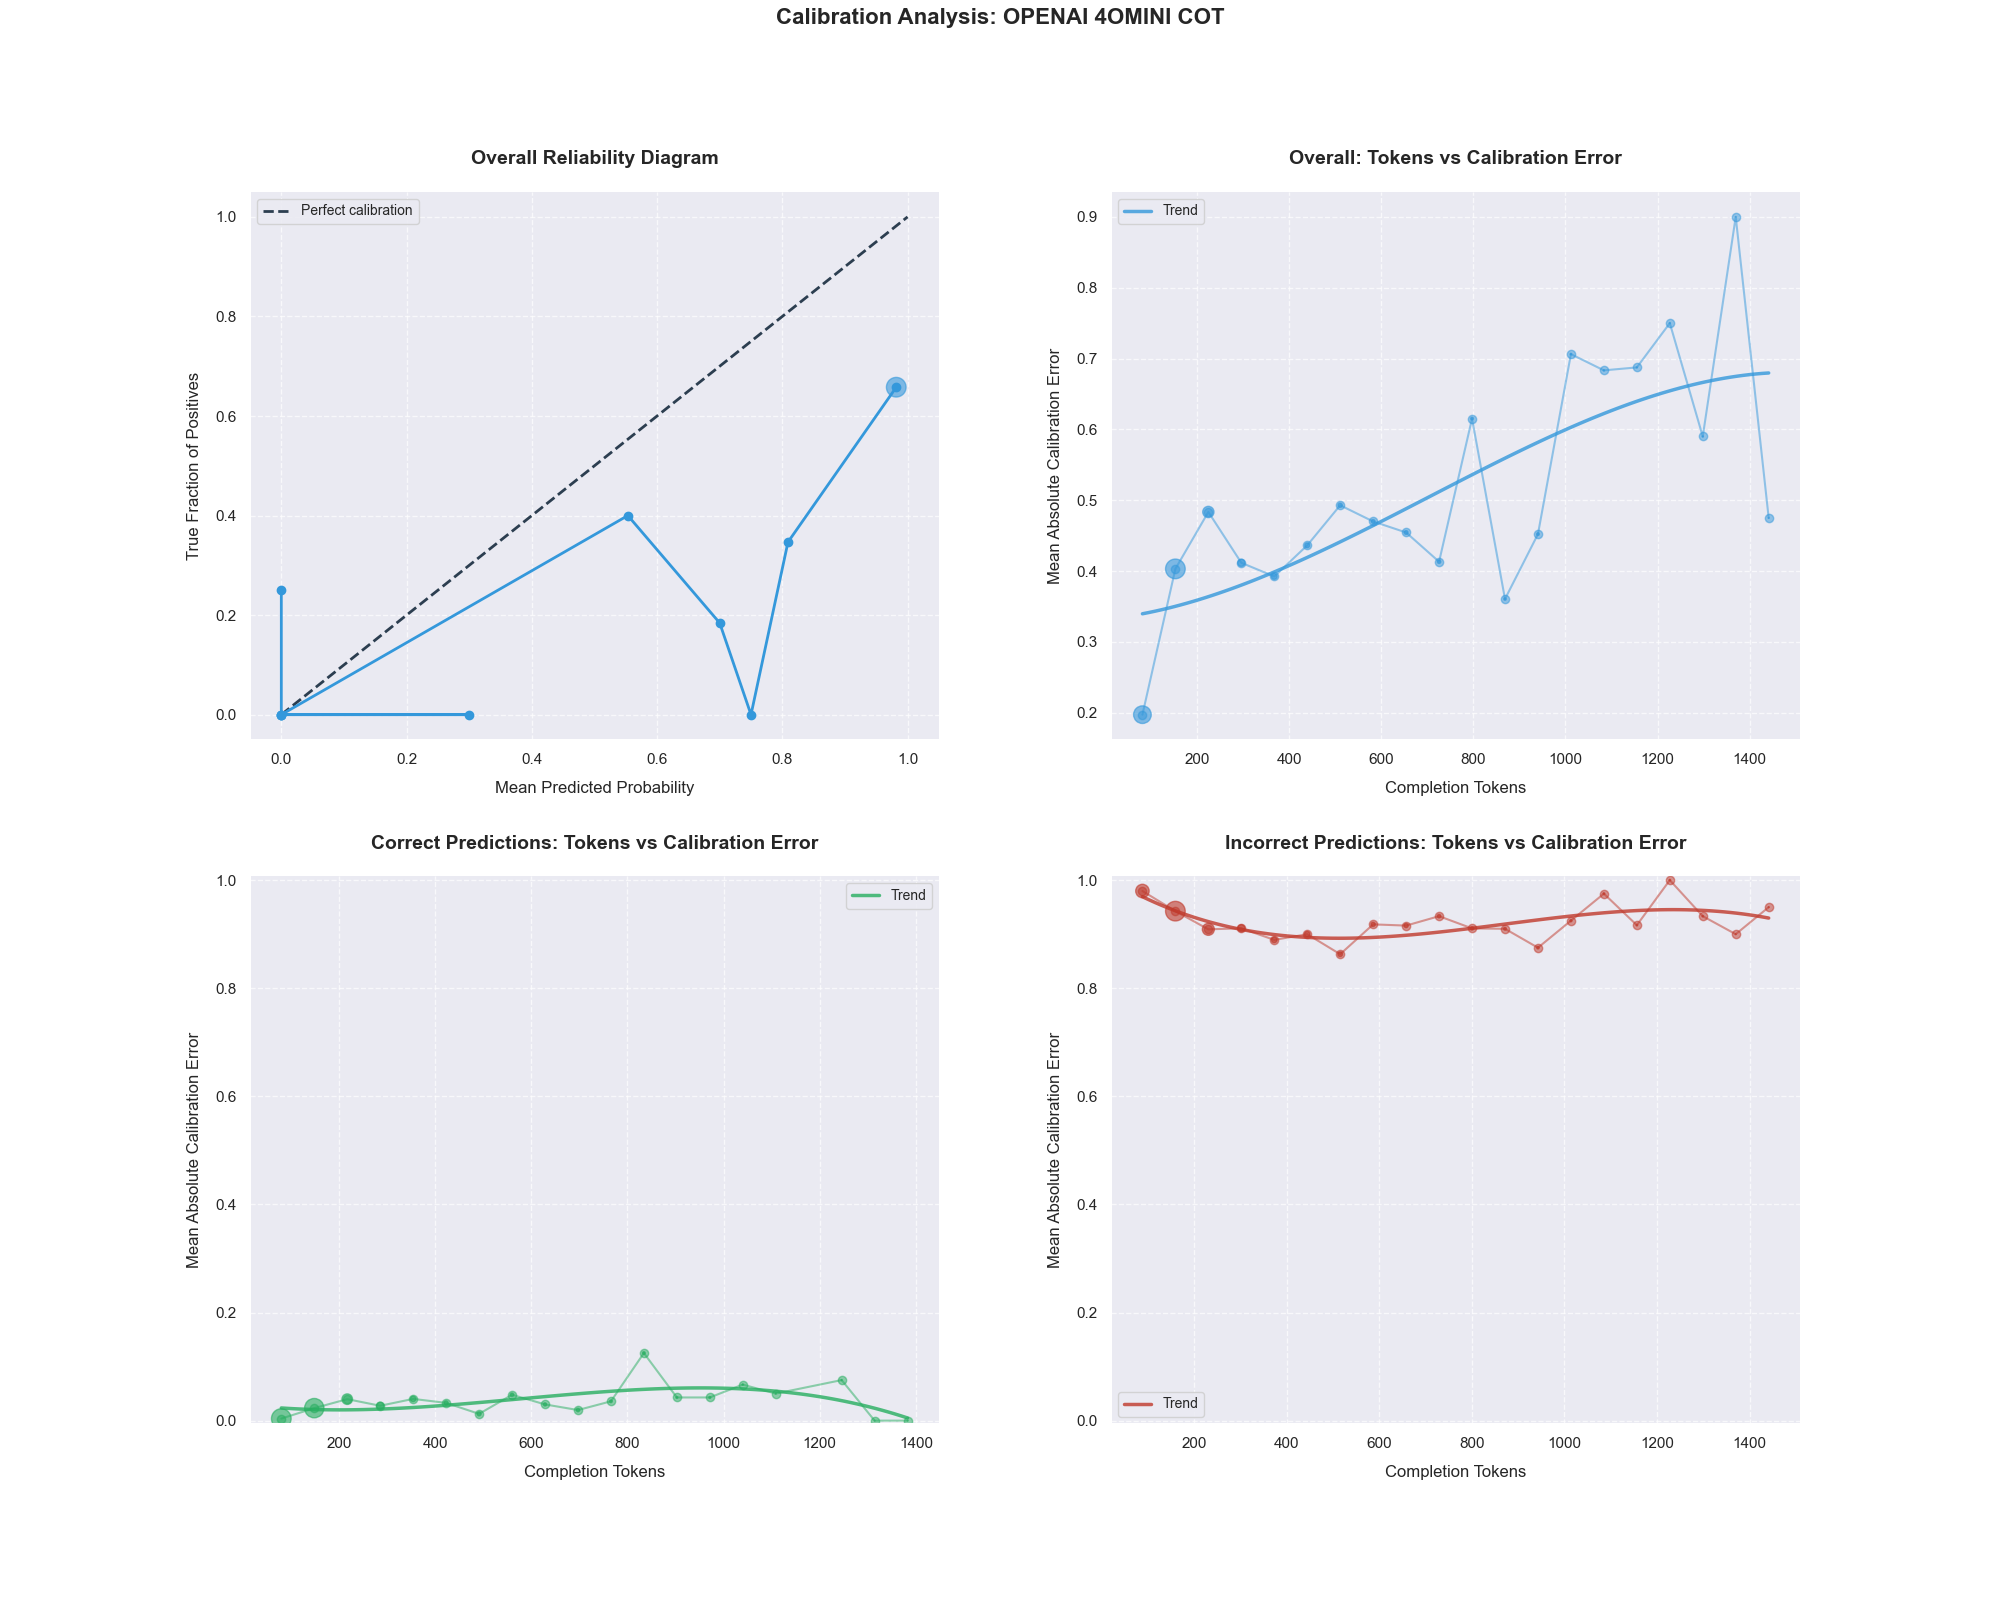 Calibration Analysis: OPENAI 4OMINI COT
Overall Reliability Diagram
Perfect calibration
True Fraction of Positives
1.0
0.8
0.6
0.4
0.2
0.0
0.0 0.2 0.4 0.6 0.8 1.0
Mean Predicted Probability
Overall: Tokens vs Calibration Error
Trend
Mean Absolute Calibration Error
0.9
0.8
0.7
0.6
0.5
0.4
0.3
0.2
200 400 600 800 1000 1200 1400
Completion Tokens
Correct Predictions: Tokens vs Calibration Error
Trend
Mean Absolute Calibration Error
1.0
0.8
0.6
0.4
0.2
0.0
200 400 600 800 1000 1200 1400
Completion Tokens
Incorrect Predictions: Tokens vs Calibration Error
Mean Absolute Calibration Error
1.0
0.8
0.6
0.4
0.2
0.0
Trend
200 400 600 800 1000 1200 1400
Completion Tokens